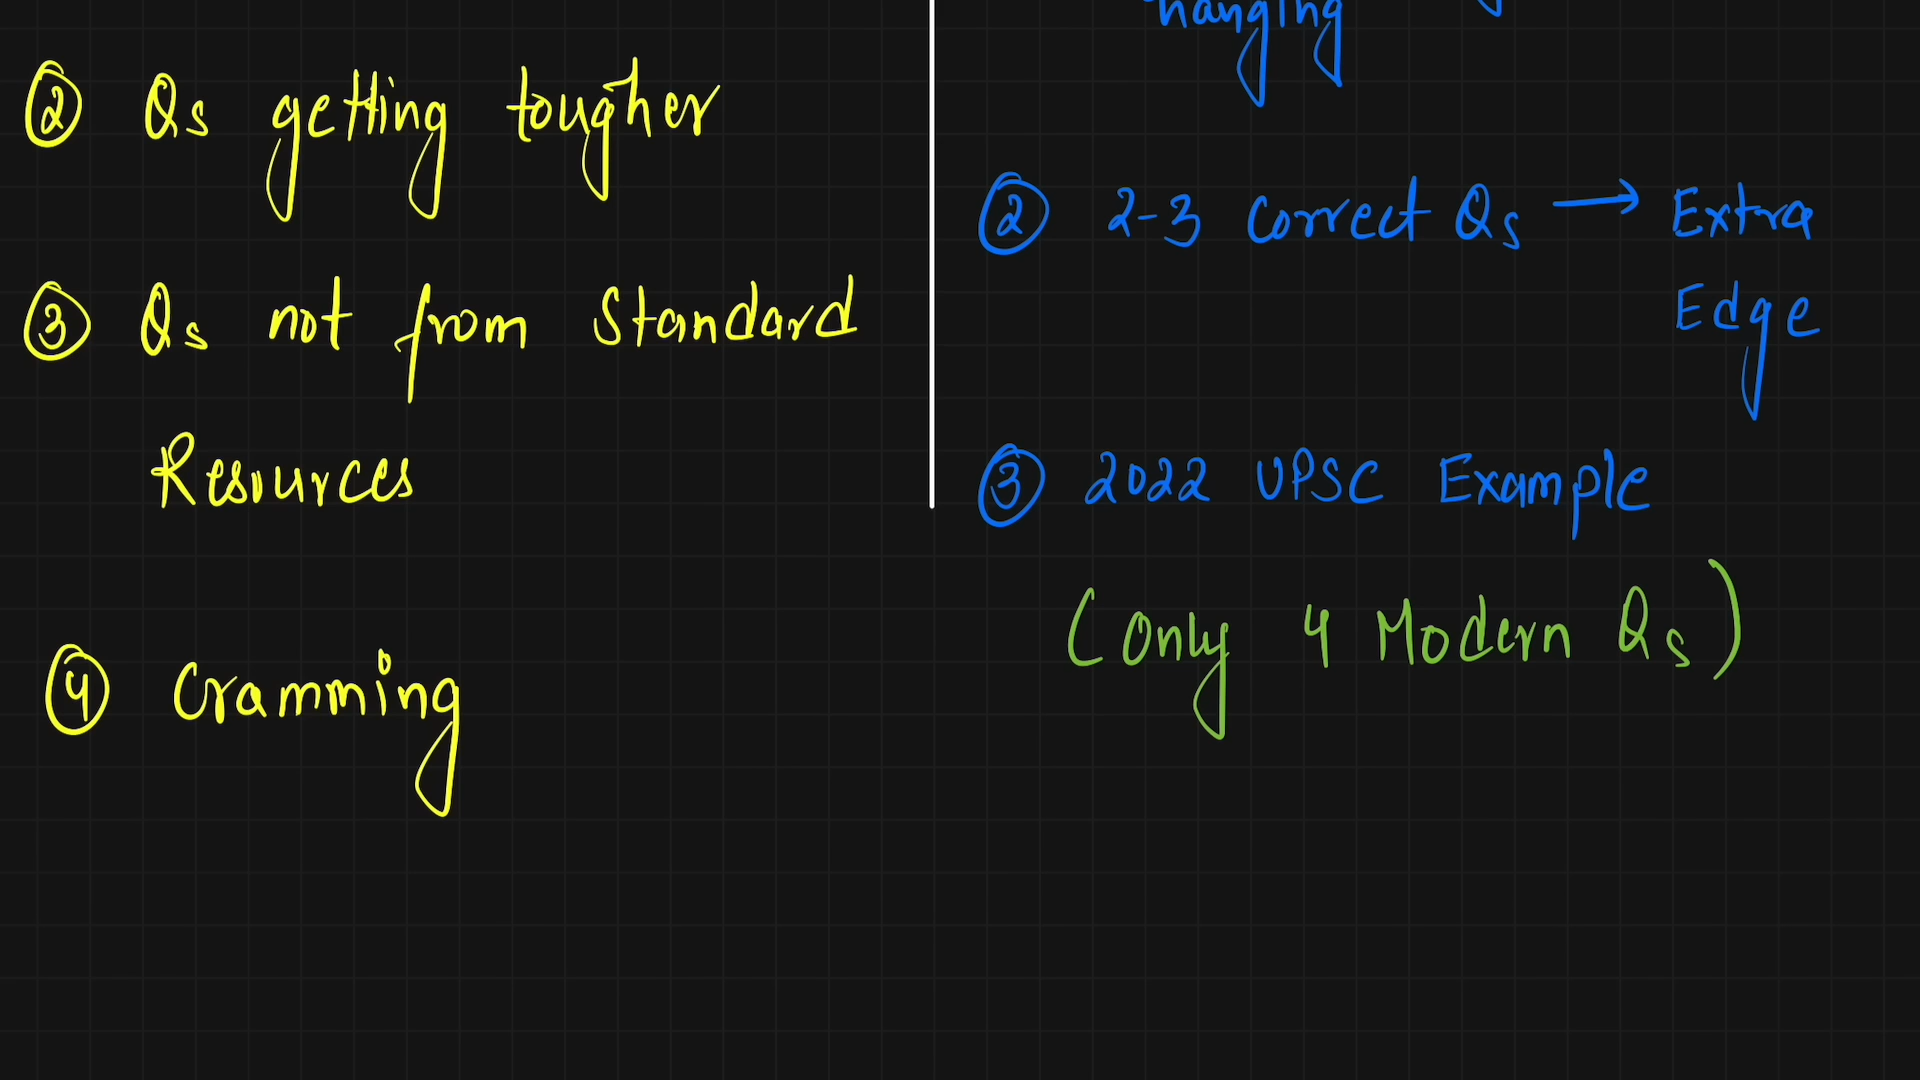 ② Qs getting tougher
③ Qs not from Standard
Resources
④ Cramming
hanging
② 2-3 Correct Qs → Extra
Edge
③ 2022 UPSC Example
(Only 4 Modern Qs)